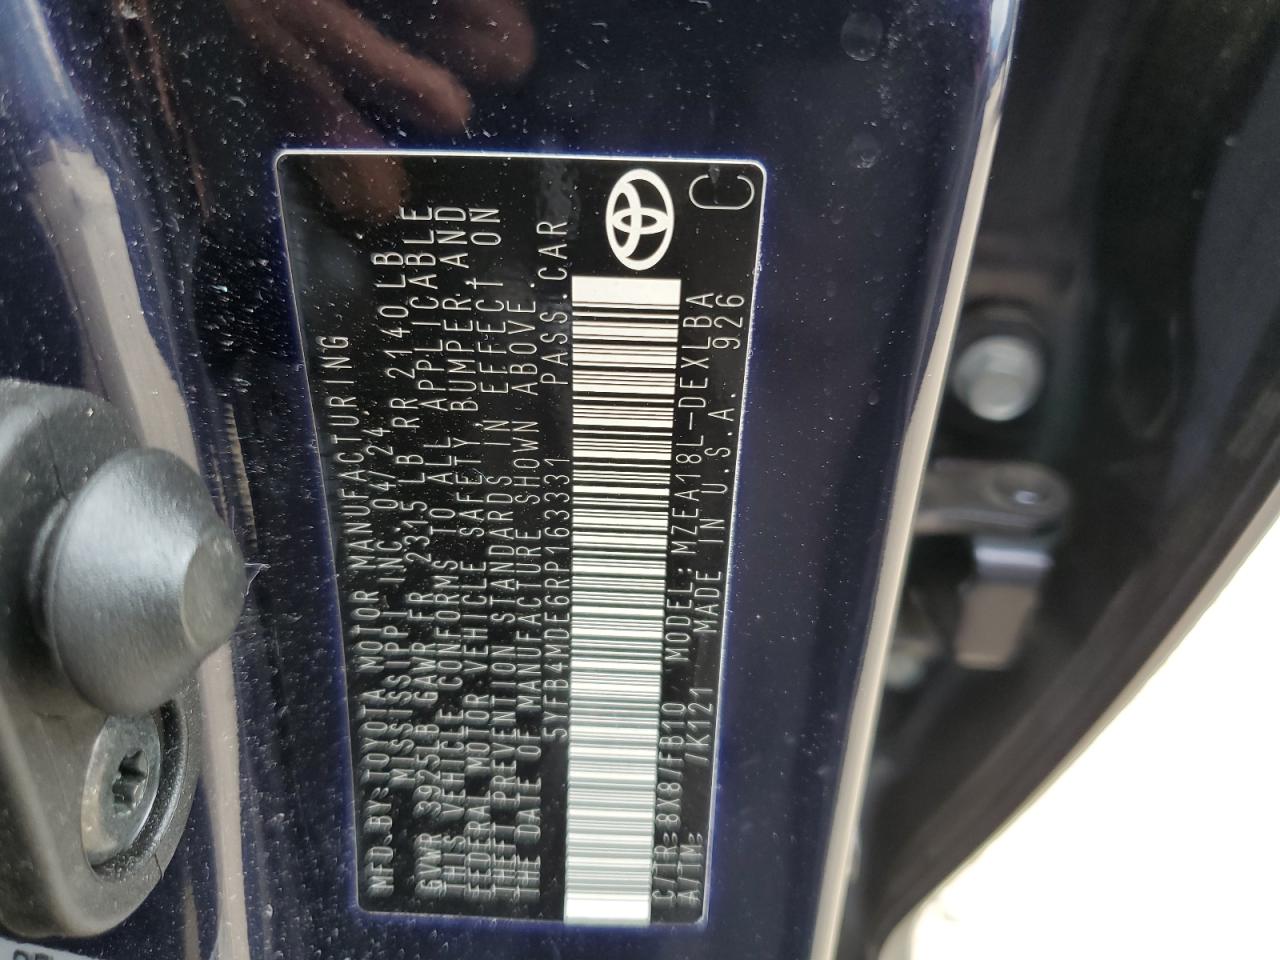 MFD.BY:TOYOTA MOTOR MANUFACTURING
MISSISSIPPI INC. 04/24
GVWR 3925LB GAWR FR 2315 LB RR 2140LB
THIS VEHICLE CONFORMS TO ALL APPLICABLE
FEDERAL MOTOR VEHICLE SAFETY, BUMPER, AND
THEFT PREVENTION STANDARDS IN EFFECT ON
THE DATE OF MANUFACTURE SHOWN ABOVE.
5YFB4MDE6RP163331 PASS.CAR
C/TR:8X8/FB10 MODEL:MZEA18L-DEXLBA
A/TM: /K121 MADE IN U.S.A. 926
C